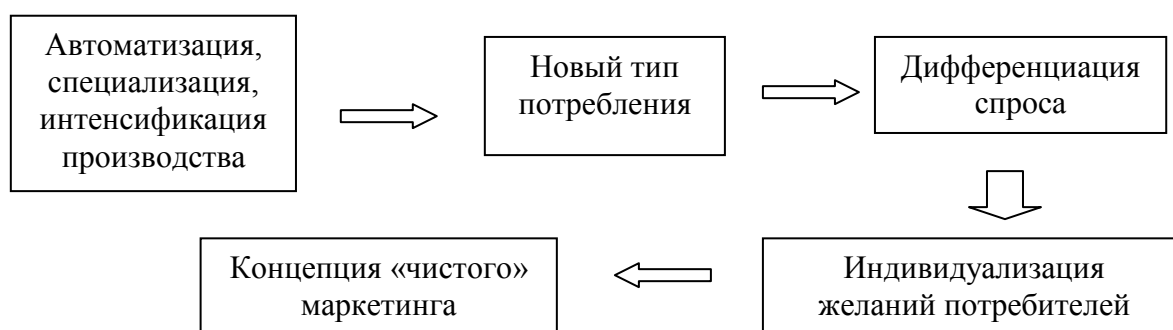 Автоматизация,
специализация,
интенсификация
производства
Новый тип
потребления
Дифференциация
спроса
Индивидуализация
желаний потребителей
Концепция «чистого»
маркетинга